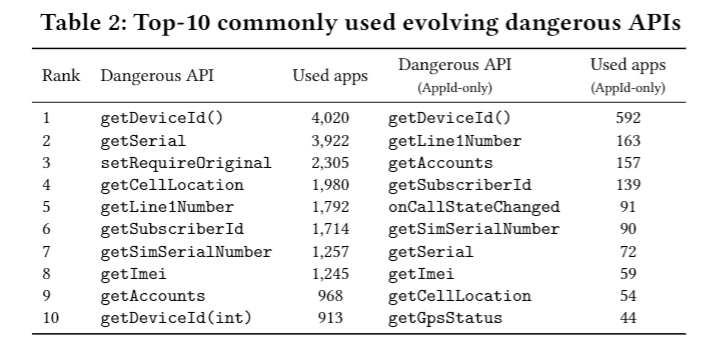 Table 2: Top-10 commonly used evolving dangerous APIs
Rank Dangerous API Used apps Dangerous API (AppId-only) Used apps (AppId-only)
1 getDeviceId() 4,020 getDeviceId() 592
2 getSerial 3,922 getLine1Number 163
3 setRequireOriginal 2,305 getAccounts 157
4 getCellLocation 1,980 getSubscriberId 139
5 getLine1Number 1,792 onCallStateChanged 91
6 getSubscriberId 1,714 getSimSerialNumber 90
7 getSimSerialNumber 1,257 getSerial 72
8 getImei 1,245 getImei 59
9 getAccounts 968 getCellLocation 54
10 getDeviceId(int) 913 getGpsStatus 44